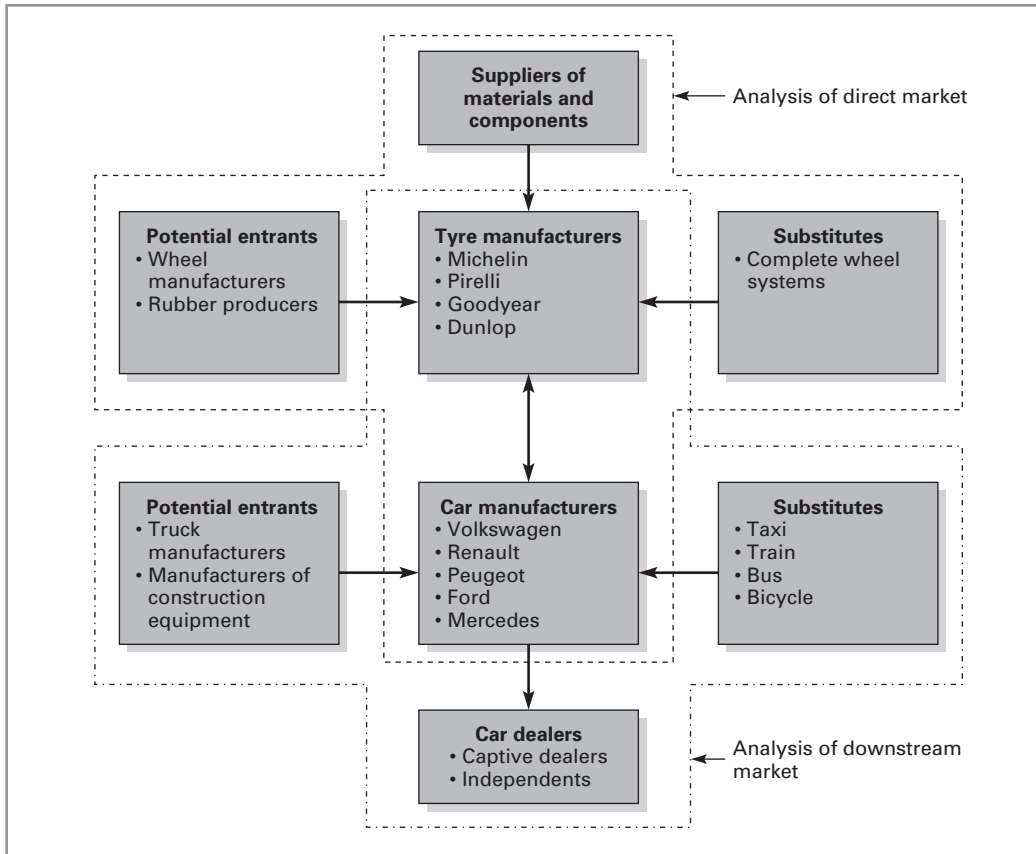 Suppliers of
materials and
components
Analysis of direct market
Potential entrants
• Wheel
manufacturers
• Rubber producers
Tyre manufacturers
• Michelin
• Pirelli
• Goodyear
• Dunlop
Substitutes
• Complete wheel
systems
Potential entrants
• Truck
manufacturers
• Manufacturers of
construction
equipment
Car manufacturers
• Volkswagen
• Renault
• Peugeot
• Ford
• Mercedes
Substitutes
• Taxi
• Train
• Bus
• Bicycle
Car dealers
• Captive dealers
• Independents
Analysis of downstream
market